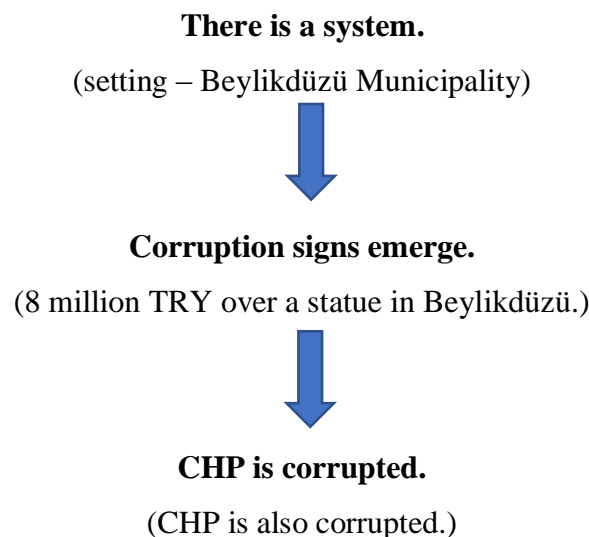 There is a system.
(setting – Beylikdüzü Municipality)
Corruption signs emerge.
(8 million TRY over a statue in Beylikdüzü.)
CHP is corrupted.
(CHP is also corrupted.)